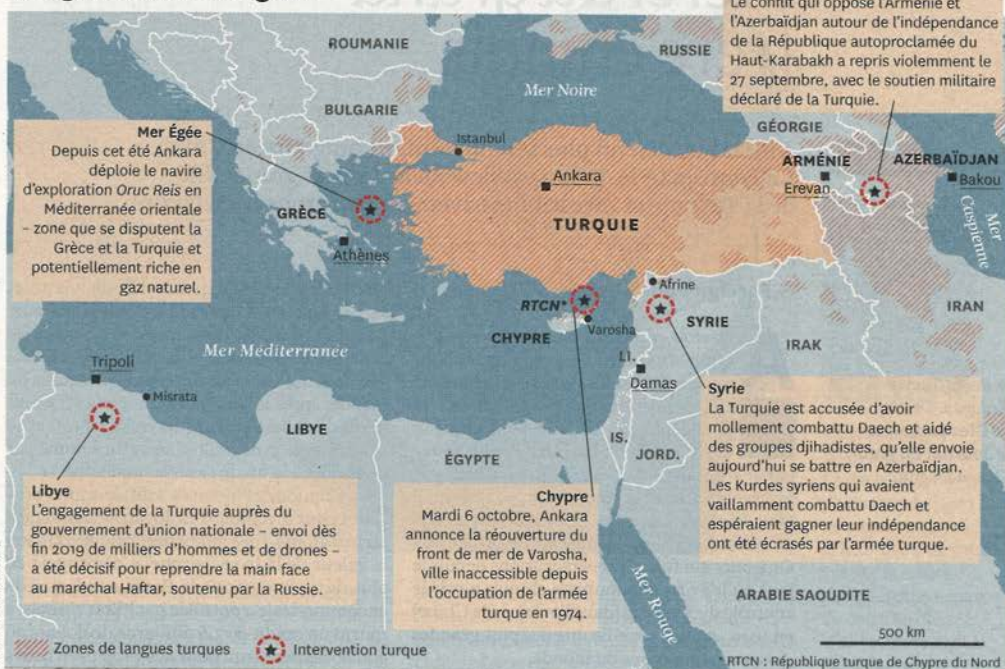 Le conflit qui oppose l'Arménie et
l'Azerbaïdjan autour de l'indépendance
de la République autoproclamée du
Haut-Karabakh a repris violemment le
27 septembre, avec le soutien militaire
déclaré de la Turquie.
ROUMANIE
RUSSIE
Mer Noire
BULGARIE
GÉORGIE
Mer Égée
Depuis cet été Ankara
déploie le navire
d'exploration Oruc Reis en
Méditerranée orientale
– zone que se disputent la
Grèce et la Turquie et
potentiellement riche en
gaz naturel.
Istanbul
Ankara
ARMÉNIE
AZERBAÏDJAN
Erevan
Bakou
GRÈCE
TURQUIE
Mer
Caspienne
Athènes
Afrine
IRAN
RTCN*
SYRIE
Varosha
CHYPRE
IRAK
Mer Méditerranée
LI.
Tripoli
Damas
Misrata
Syrie
La Turquie est accusée d'avoir
mollement combattu Daech et aidé
des groupes djihadistes, qu'elle envoie
aujourd'hui se battre en Azerbaïdjan.
Les Kurdes syriens qui avaient
vaillamment combattu Daech et
espéraient gagner leur indépendance
ont été écrasés par l'armée turque.
LIBYE
IS.
JORD.
ÉGYPTE
Libye
L'engagement de la Turquie auprès du
gouvernement d'union nationale – envoi dès
fin 2019 de milliers d'hommes et de drones –
a été décisif pour reprendre la main face
au maréchal Haftar, soutenu par la Russie.
Chypre
Mardi 6 octobre, Ankara
annonce la réouverture du
front de mer de Varosha,
ville inaccessible depuis
l'occupation de l'armée
turque en 1974.
Mer Rouge
ARABIE SAOUDITE
500 km
Zones de langues turques
Intervention turque
* RTCN : République turque de Chypre du Nord